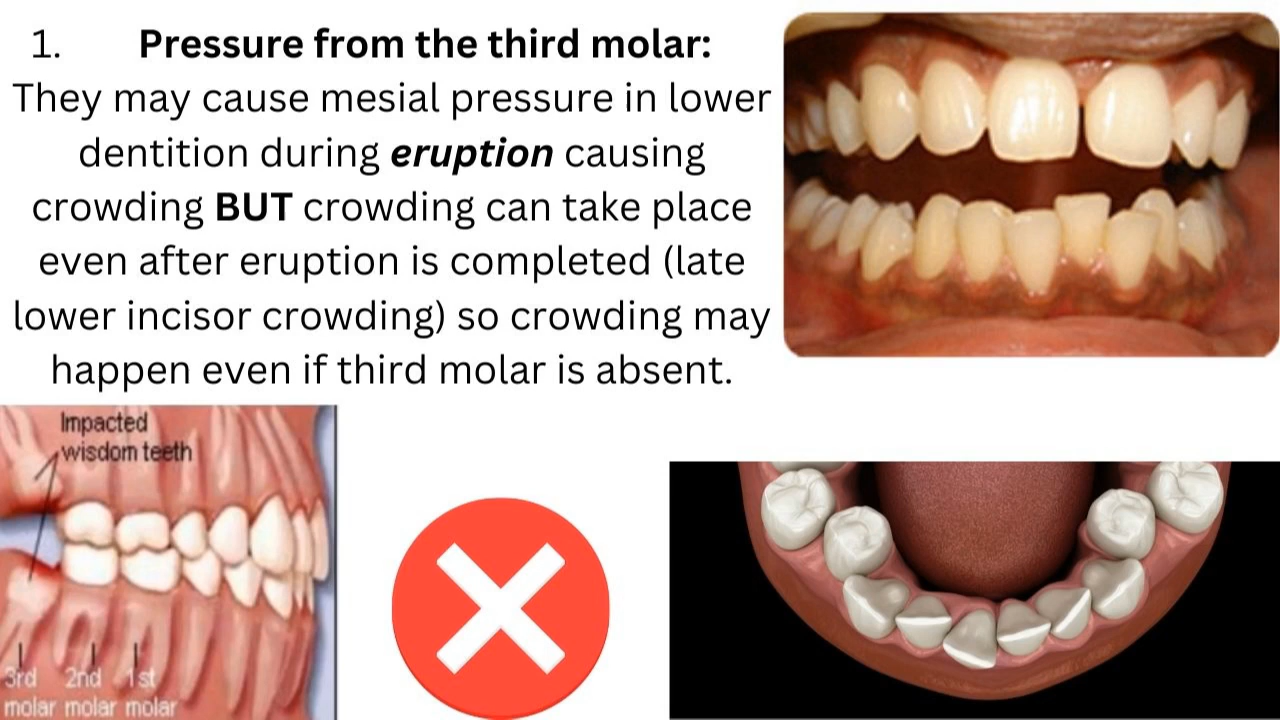 1. Pressure from the third molar:
They may cause mesial pressure in lower
dentition during eruption causing
crowding BUT crowding can take place
even after eruption is completed (late
lower incisor crowding) so crowding may
happen even if third molar is absent.
Impacted
wisdom teeth
3rd 2nd 1st
molar molar molar